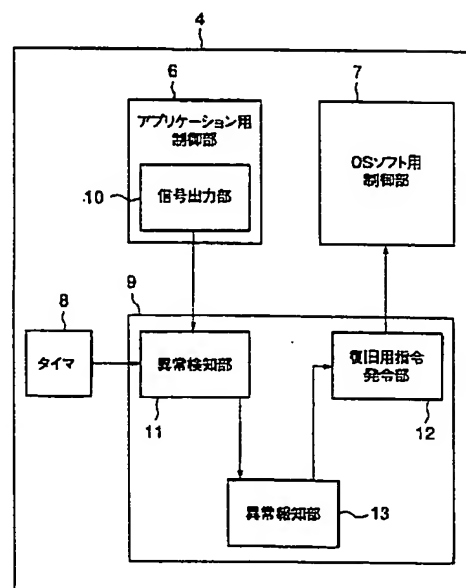 4
6
7
アプリケーション用
制御部
OSソフト用
制御部
10
信号出力部
9
8
タイマ
異常検知部
復旧用指令
発令部
11
12
異常報知部
13